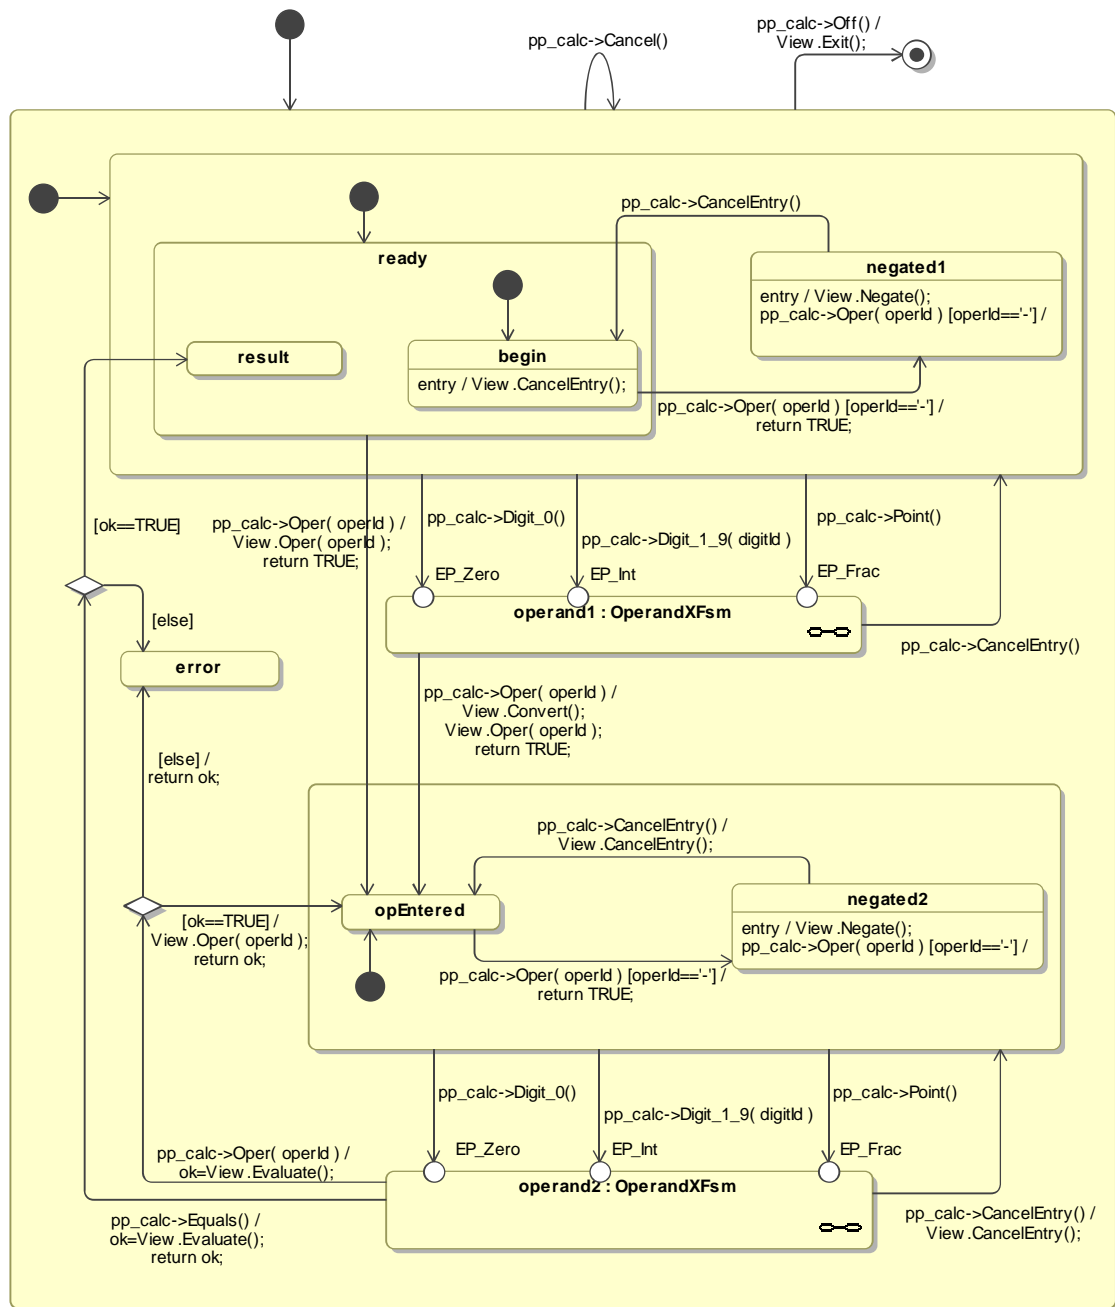 pp_calc->Off() /
View.Exit();
pp_calc->Cancel()
pp_calc->CancelEntry()
ready
negated1
entry / View.Negate();
pp_calc->Oper( operId ) [operId=='-'] /
result
begin
entry / View.CancelEntry();
pp_calc->Oper( operId ) [operId=='-'] /
return TRUE;
[ok==TRUE]
pp_calc->Oper( operId ) /
View.Oper( operId );
return TRUE;
pp_calc->Digit_0()
pp_calc->Digit_1_9( digitId )
pp_calc->Point()
EP_Zero
EP_Int
EP_Frac
operand1 : OperandXFsm
[else]
pp_calc->CancelEntry()
error
pp_calc->Oper( operId ) /
View.Convert();
View.Oper( operId );
return TRUE;
[else] /
return ok;
pp_calc->CancelEntry() /
View.CancelEntry();
opEntered
negated2
entry / View.Negate();
pp_calc->Oper( operId ) [operId=='-'] /
[ok==TRUE] /
View.Oper( operId );
return ok;
pp_calc->Oper( operId ) [operId=='-'] /
return TRUE;
pp_calc->Digit_0()
pp_calc->Digit_1_9( digitId )
pp_calc->Point()
EP_Zero
EP_Int
EP_Frac
pp_calc->Oper( operId ) /
ok=View.Evaluate();
operand2 : OperandXFsm
pp_calc->CancelEntry() /
View.CancelEntry();
pp_calc->Equals() /
ok=View.Evaluate();
return ok;